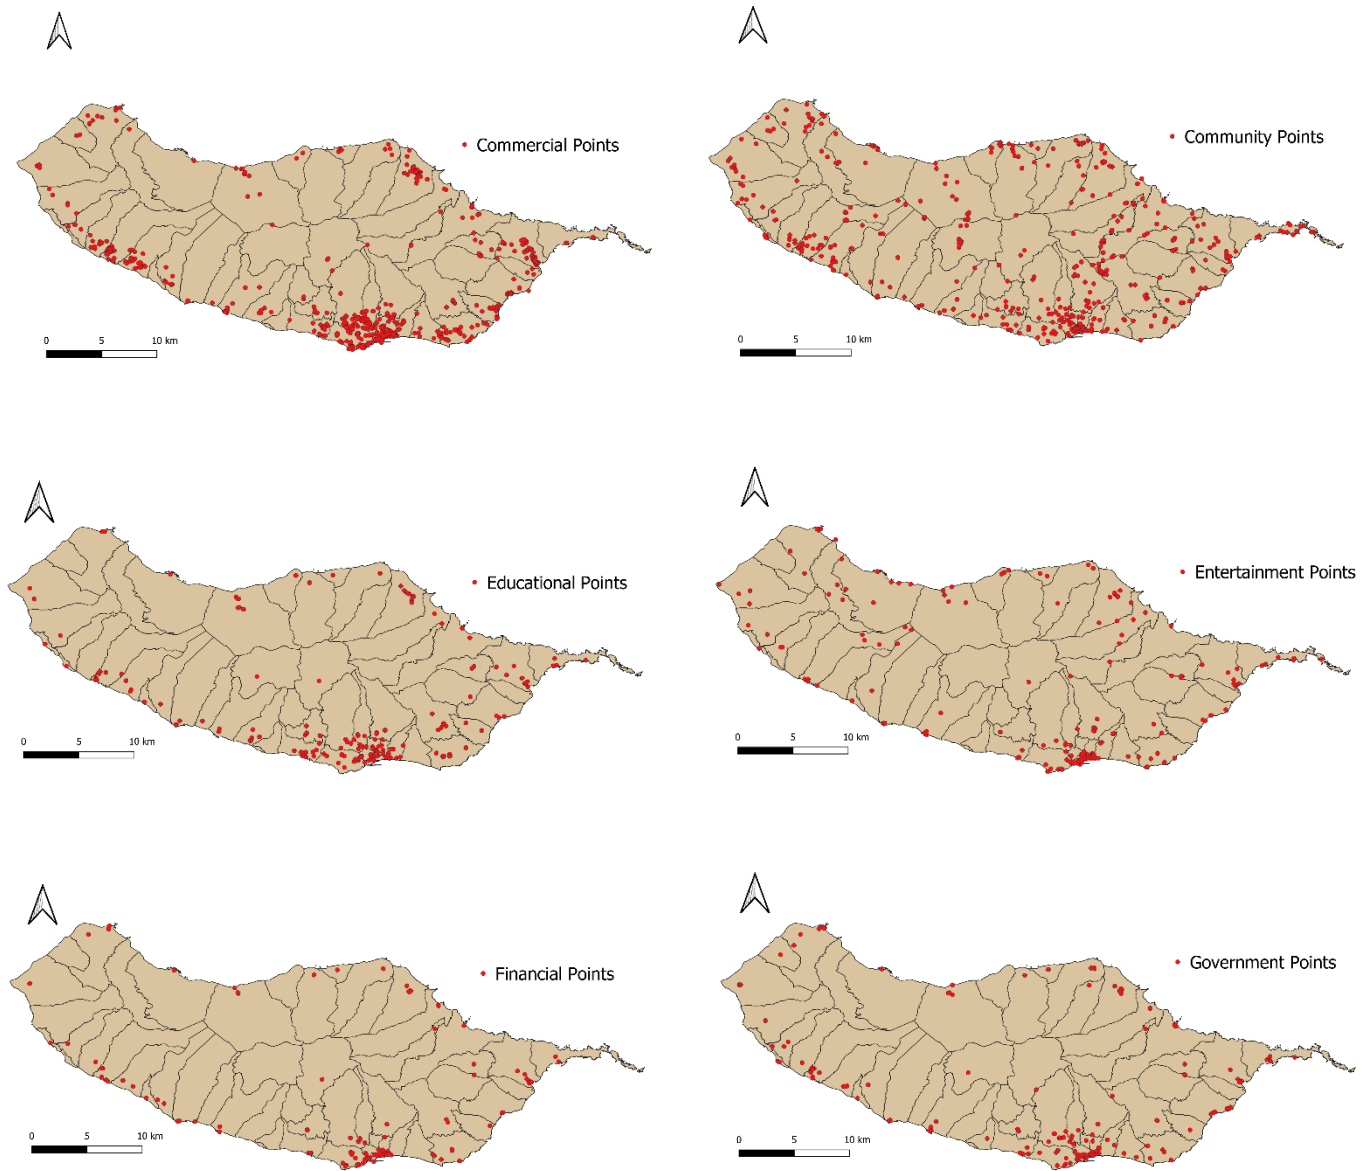 Commercial Points
0 5 10 km
Community Points
0 5 10 km
Educational Points
0 5 10 km
Entertainment Points
0 5 10 km
Financial Points
0 5 10 km
Government Points
0 5 10 km